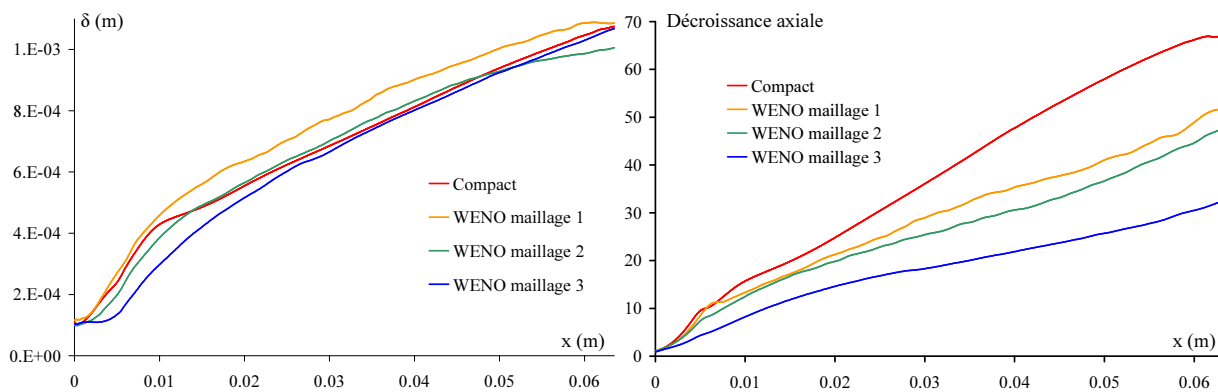 δ (m)
1.E-03
8.E-04
6.E-04
4.E-04
2.E-04
0.E+00
0
0.01
0.02
0.03
0.04
0.05
0.06
x (m)
Compact
WENO maillage 1
WENO maillage 2
WENO maillage 3
Décroissance axiale
70
60
50
40
30
20
10
0
0
0.01
0.02
0.03
0.04
0.05
0.06
x (m)
Compact
WENO maillage 1
WENO maillage 2
WENO maillage 3